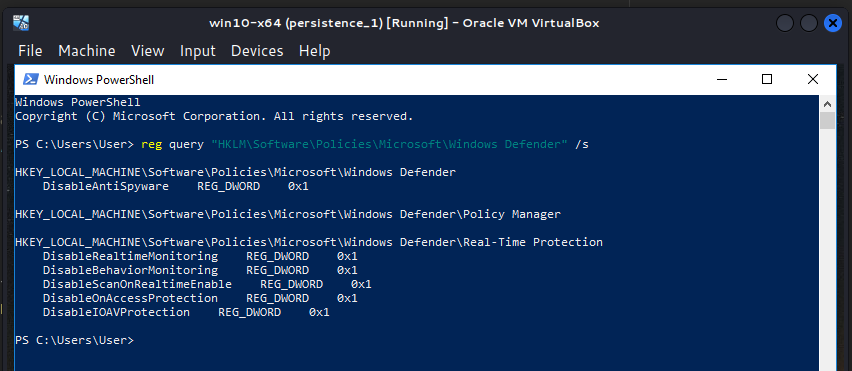 win10-x64 (persistence_1) [Running] – Oracle VM VirtualBox
File Machine View Input Devices Help
Windows PowerShell
Windows PowerShell
Copyright (C) Microsoft Corporation. All rights reserved.
PS C:\Users\User> reg query "HKLM\Software\Policies\Microsoft\Windows Defender" /s
HKEY_LOCAL_MACHINE\Software\Policies\Microsoft\Windows Defender
    DisableAntiSpyware    REG_DWORD    0x1
HKEY_LOCAL_MACHINE\Software\Policies\Microsoft\Windows Defender\Policy Manager
HKEY_LOCAL_MACHINE\Software\Policies\Microsoft\Windows Defender\Real-Time Protection
    DisableRealtimeMonitoring    REG_DWORD    0x1
    DisableBehaviorMonitoring    REG_DWORD    0x1
    DisableScanOnRealtimeEnable    REG_DWORD    0x1
    DisableOnAccessProtection    REG_DWORD    0x1
    DisableIOAVProtection    REG_DWORD    0x1
PS C:\Users\User>